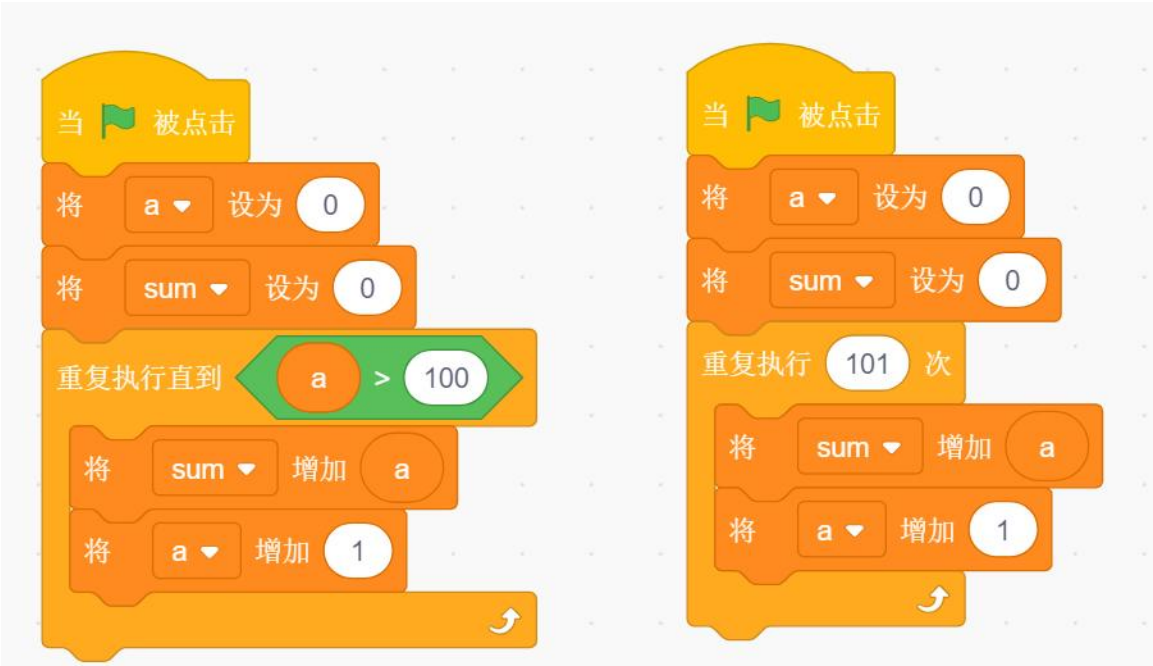 当 被点击
将 a 设为 0
将 sum 设为 0
重复执行直到 a > 100
将 sum 增加 a
将 a 增加 1
当 被点击
将 a 设为 0
将 sum 设为 0
重复执行 101 次
将 sum 增加 a
将 a 增加 1